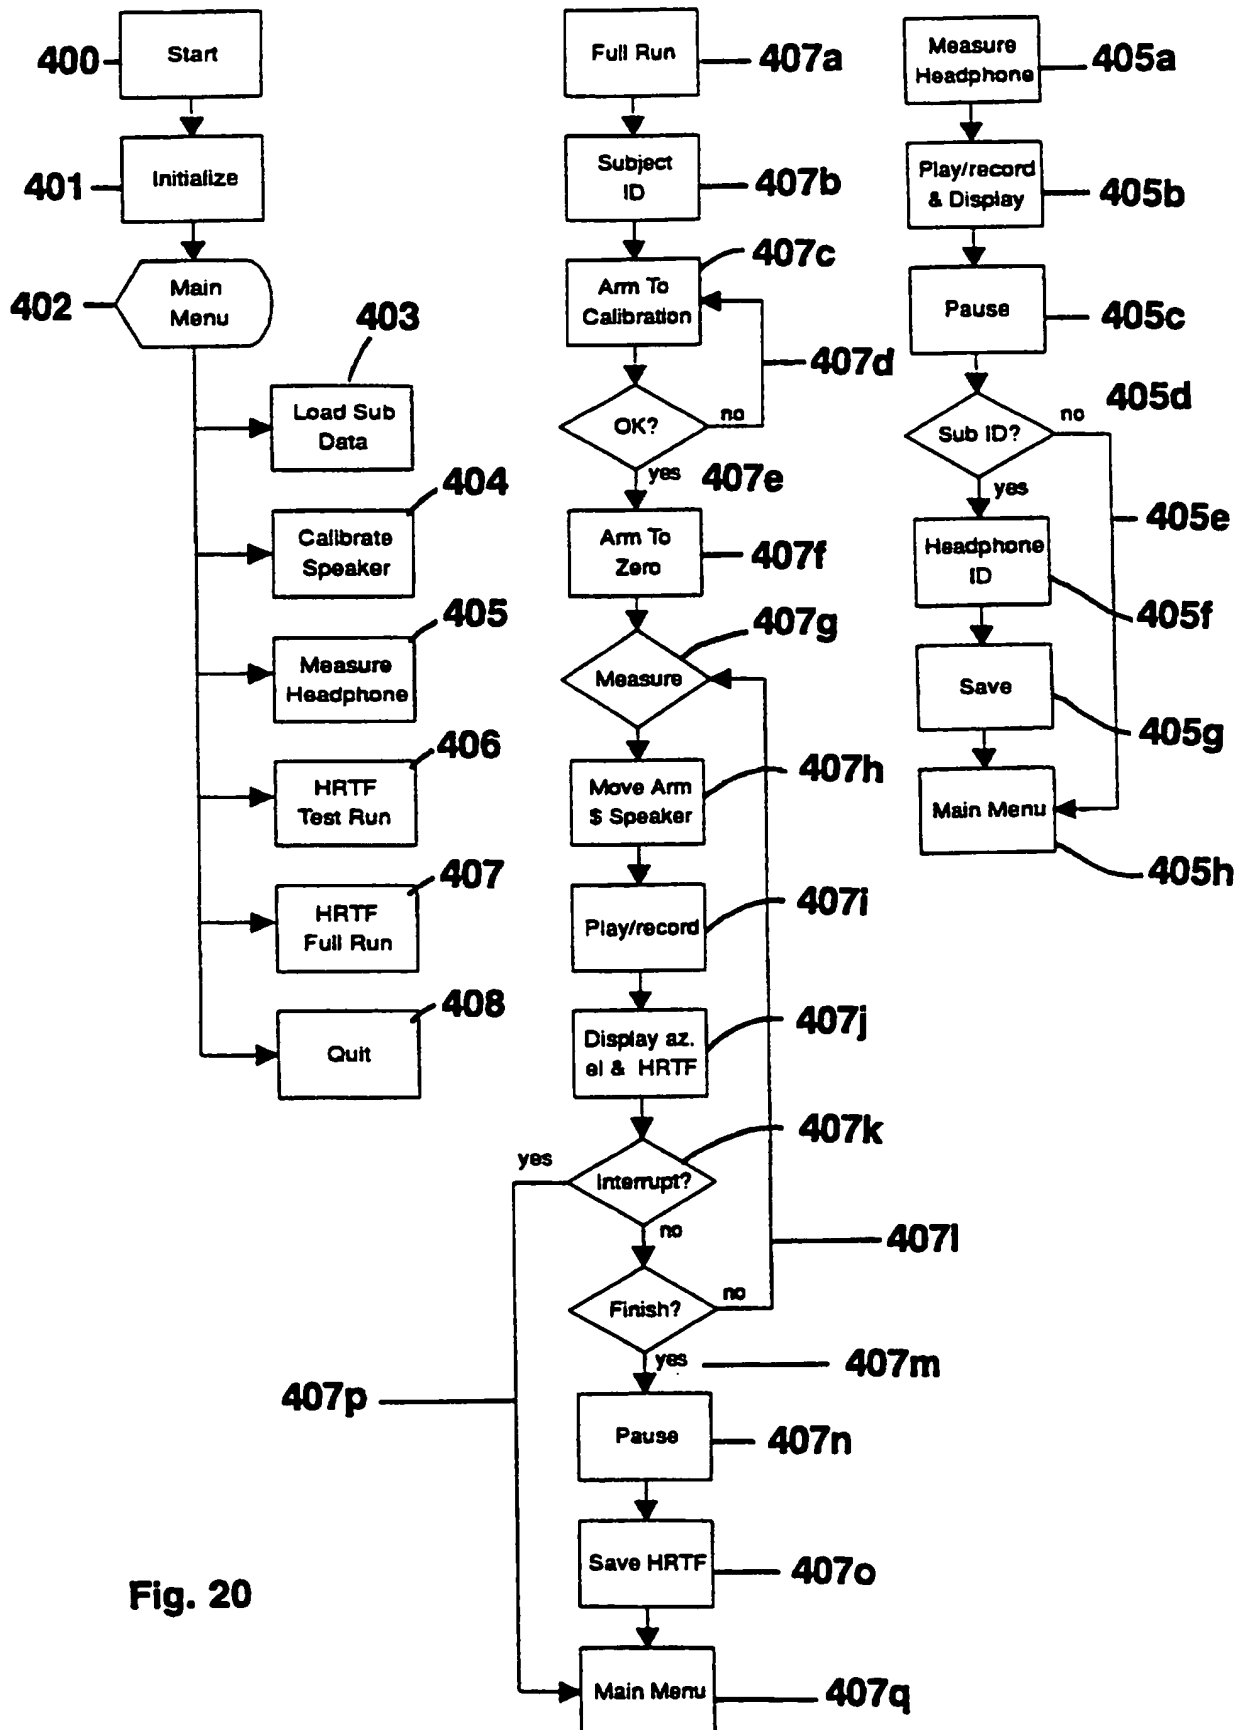 400
Start
401
Initialize
402
Main
Menu
403
Load Sub
Data
404
Calibrate
Speaker
405
Measure
Headphone
406
HRTF
Test Run
407
HRTF
Full Run
408
Quit
Full Run
407a
Subject
ID
407b
407c
Arm To
Calibration
407d
OK?
no
yes
407e
Arm To
Zero
407f
407g
Measure
Move Arm
$ Speaker
407h
Play/record
407i
Display az.
el & HRTF
407j
407k
yes
Interrupt?
no
407l
Finish?
no
yes
407m
407p
Pause
407n
Save HRTF
407o
Main Menu
407q
Measure
Headphone
405a
Play/record
& Display
405b
Pause
405c
405d
Sub ID?
no
yes
405e
Headphone
ID
405f
Save
405g
Main Menu
405h
Fig. 20